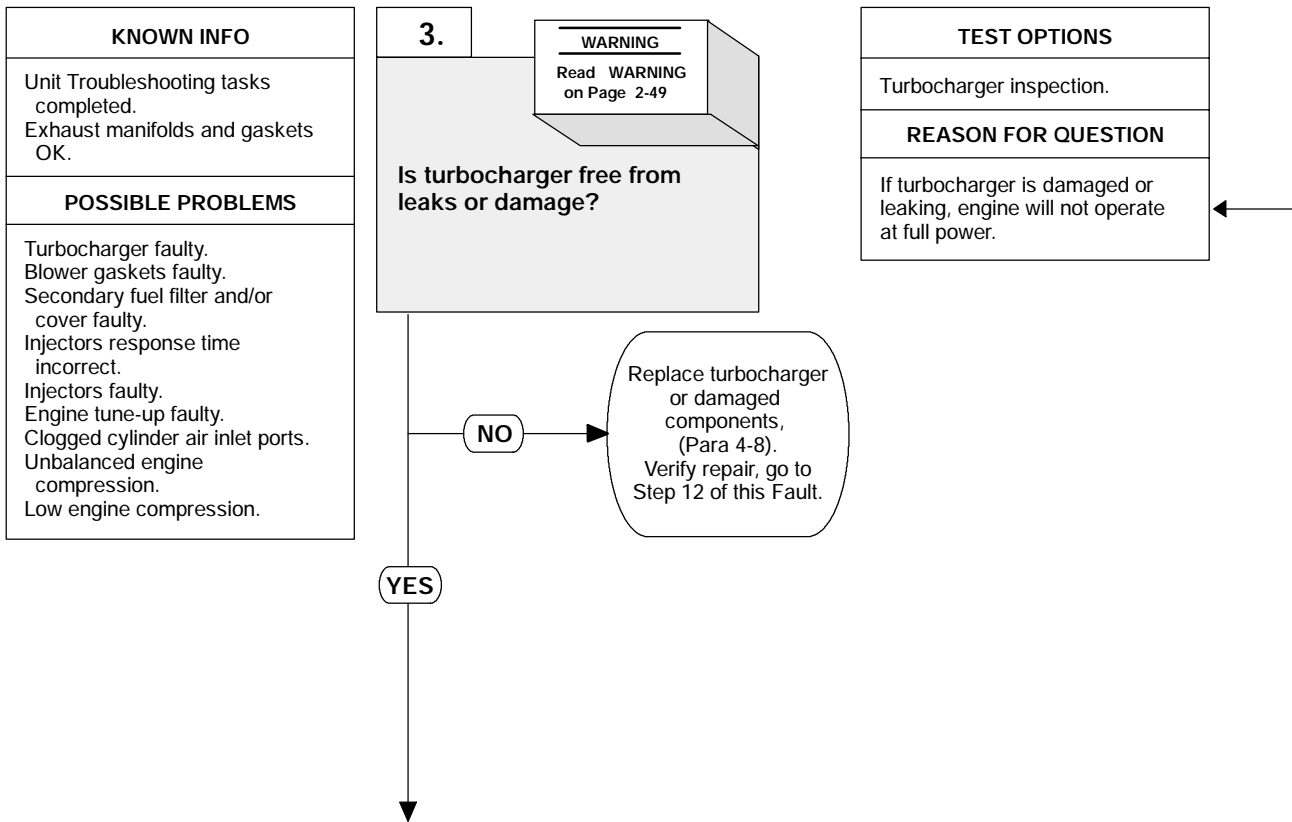 KNOWN INFO
Unit Troubleshooting tasks
completed.
Exhaust manifolds and gaskets
OK.
POSSIBLE PROBLEMS
Turbocharger faulty.
Blower gaskets faulty.
Secondary fuel filter and/or
cover faulty.
Injectors response time
incorrect.
Injectors faulty.
Engine tune-up faulty.
Clogged cylinder air inlet ports.
Unbalanced engine
compression.
Low engine compression.
3.
WARNING
Read WARNING
on Page 2-49
Is turbocharger free from
leaks or damage?
TEST OPTIONS
Turbocharger inspection.
REASON FOR QUESTION
If turbocharger is damaged or
leaking, engine will not operate
at full power.
NO
Replace turbocharger
or damaged
components,
(Para 4-8).
Verify repair, go to
Step 12 of this Fault.
YES